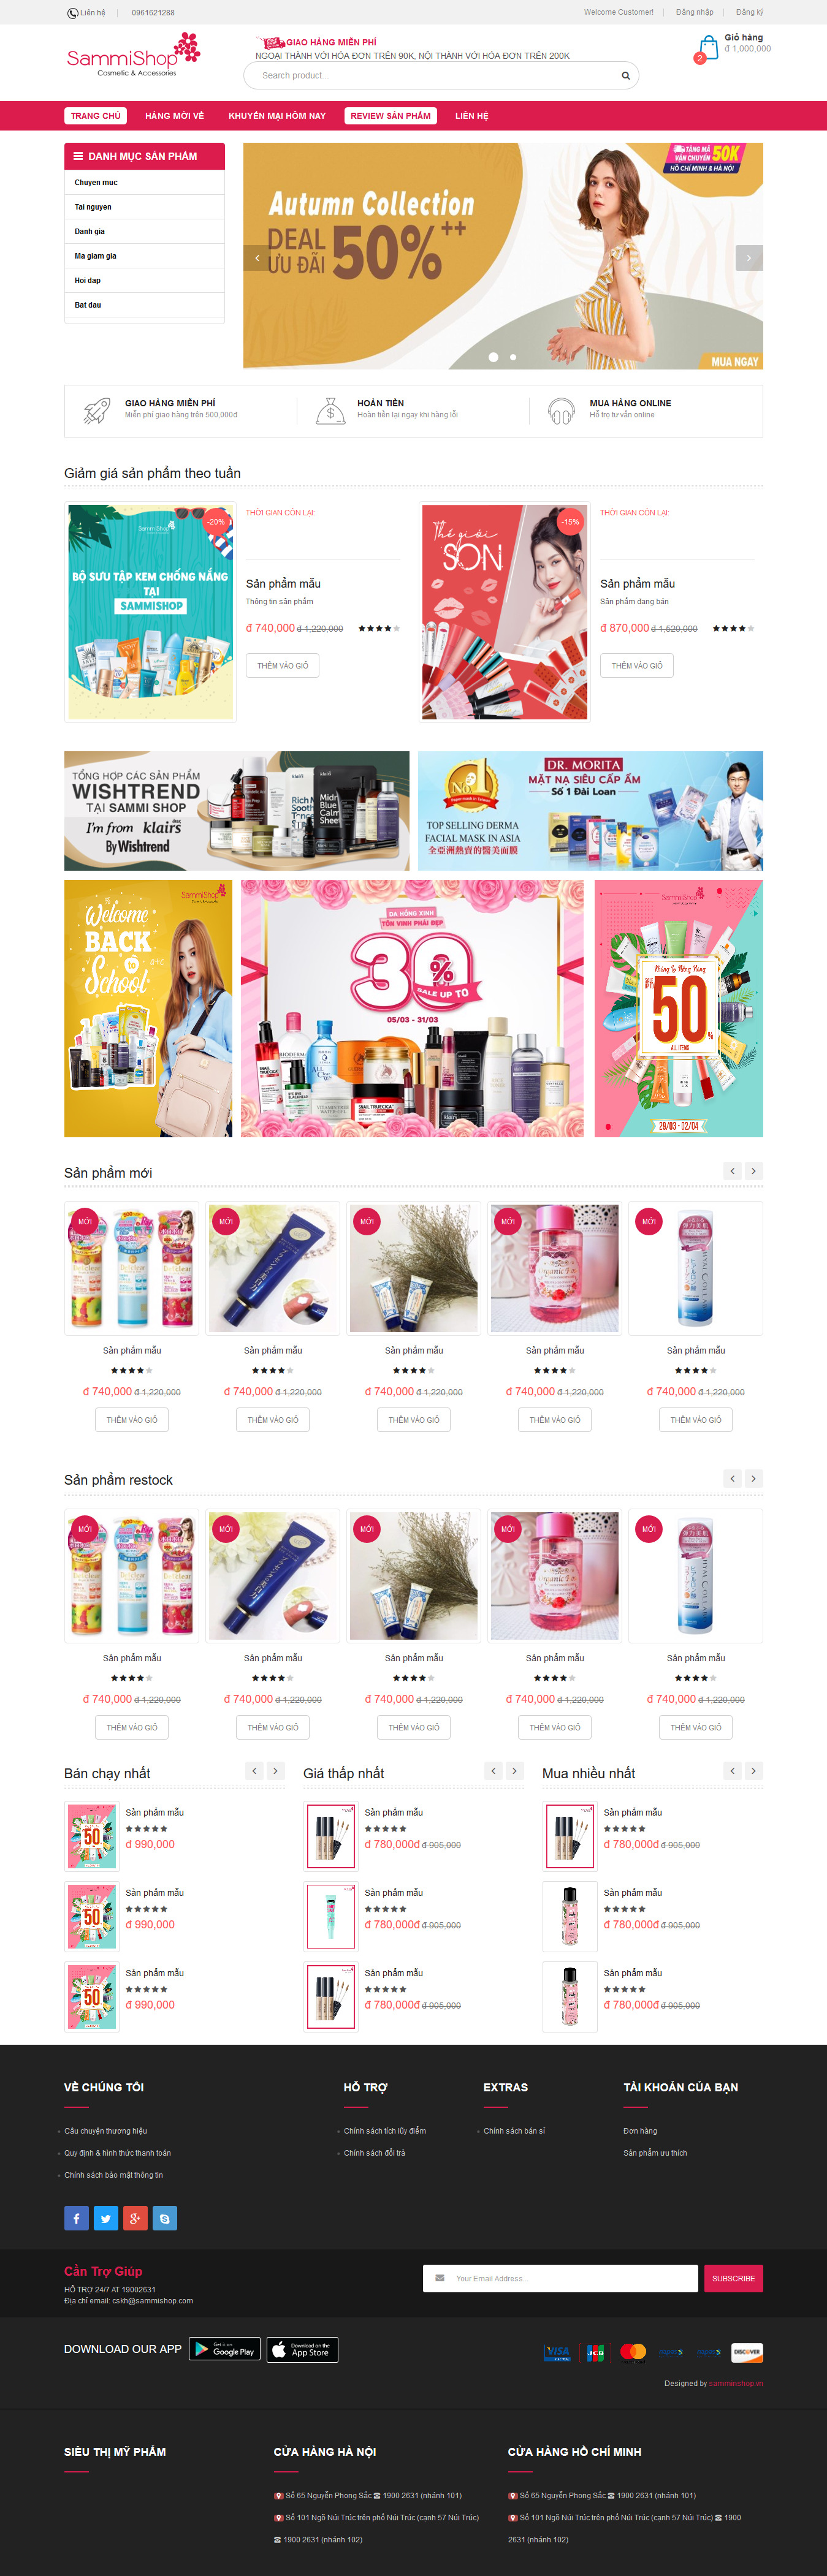 Liên hệ
0961621288
Welcome Customer!
Đăng nhập
Đăng ký
SammiShop
Cosmetic & Accessories
GIAO HÀNG MIỄN PHÍ
NGOẠI THÀNH VỚI HÓA ĐƠN TRÊN 90K, NỘI THÀNH VỚI HÓA ĐƠN TRÊN 200K
Search product...
Giỏ hàng
đ 1,000,000
2
TRANG CHỦ
HÀNG MỚI VỀ
KHUYẾN MẠI HÔM NAY
REVIEW SẢN PHẨM
LIÊN HỆ
DANH MỤC SẢN PHẨM
Chuyen muc
Tai nguyen
Danh gia
Ma giam gia
Hoi dap
Bat dau
TẶNG MÃ
VẬN CHUYỂN 50K
HỒ CHÍ MINH & HÀ NỘI
Autumn Collection
DEAL
ƯU ĐÃI 50%++
MUA NGAY
GIAO HÀNG MIỄN PHÍ
Miễn phí giao hàng trên 500,000đ
HOÀN TIỀN
Hoàn tiền lại ngay khi hàng lỗi
MUA HÀNG ONLINE
Hỗ trợ tư vấn online
Giảm giá sản phẩm theo tuần
-20%
SammiShop
BỘ SƯU TẬP KEM CHỐNG NẮNG
TẠI
SAMMISHOP
THỜI GIAN CÒN LẠI:
Sản phẩm mẫu
Thông tin sản phẩm
đ 740,000 đ 1,220,000
THÊM VÀO GIỎ
-15%
Thế giới
SON
THỜI GIAN CÒN LẠI:
Sản phẩm mẫu
Sản phẩm đang bán
đ 870,000 đ 1,520,000
THÊM VÀO GIỎ
TỔNG HỢP CÁC SẢN PHẨM
WISHTREND
TẠI SAMMI SHOP
I'm from klairs
By Wishtrend
No 1
DR. MORITA
MẶT NẠ SIÊU CẤP ẨM
Số 1 Đài Loan
TOP SELLING DERMA
FACIAL MASK IN ASIA
全亞洲熱賣的醫美面膜
SammiShop
Welcome
BACK
to
School
DA HỒNG XINH
TÔN VINH PHÁI ĐẸP
30%
SALE UP TO
05/03 - 31/03
SammiShop
50%
ALL ITEMS
29/03 - 02/04
Sản phẩm mới
MỚI
MỚI
MỚI
MỚI
MỚI
Sản phẩm mẫu
Sản phẩm mẫu
Sản phẩm mẫu
Sản phẩm mẫu
Sản phẩm mẫu
đ 740,000 đ 1,220,000
đ 740,000 đ 1,220,000
đ 740,000 đ 1,220,000
đ 740,000 đ 1,220,000
đ 740,000 đ 1,220,000
THÊM VÀO GIỎ
THÊM VÀO GIỎ
THÊM VÀO GIỎ
THÊM VÀO GIỎ
THÊM VÀO GIỎ
Sản phẩm restock
MỚI
MỚI
MỚI
MỚI
MỚI
Sản phẩm mẫu
Sản phẩm mẫu
Sản phẩm mẫu
Sản phẩm mẫu
Sản phẩm mẫu
đ 740,000 đ 1,220,000
đ 740,000 đ 1,220,000
đ 740,000 đ 1,220,000
đ 740,000 đ 1,220,000
đ 740,000 đ 1,220,000
THÊM VÀO GIỎ
THÊM VÀO GIỎ
THÊM VÀO GIỎ
THÊM VÀO GIỎ
THÊM VÀO GIỎ
Bán chạy nhất
Sản phẩm mẫu
đ 990,000
Sản phẩm mẫu
đ 990,000
Sản phẩm mẫu
đ 990,000
Giá thấp nhất
Sản phẩm mẫu
đ 780,000đ đ 905,000
Sản phẩm mẫu
đ 780,000đ đ 905,000
Sản phẩm mẫu
đ 780,000đ đ 905,000
Mua nhiều nhất
Sản phẩm mẫu
đ 780,000đ đ 905,000
Sản phẩm mẫu
đ 780,000đ đ 905,000
Sản phẩm mẫu
đ 780,000đ đ 905,000
VỀ CHÚNG TÔI
Câu chuyện thương hiệu
Quy định & hình thức thanh toán
Chính sách bảo mật thông tin
HỖ TRỢ
Chính sách tích lũy điểm
Chính sách đổi trả
EXTRAS
Chính sách bán sỉ
TÀI KHOẢN CỦA BẠN
Đơn hàng
Sản phẩm ưu thích
Cần Trợ Giúp
HỖ TRỢ 24/7 AT 19002631
Địa chỉ email: cskh@sammishop.com
Your Email Address...
SUBSCRIBE
DOWNLOAD OUR APP
Get it on
Google Play
Download on the
App Store
VISA
JCB
DISCOVER
Designed by samminshop.vn
SIÊU THỊ MỸ PHẨM
CỬA HÀNG HÀ NỘI
Số 65 Nguyễn Phong Sắc ☎ 1900 2631 (nhánh 101)
Số 101 Ngõ Núi Trúc trên phố Núi Trúc (cạnh 57 Núi Trúc)
☎ 1900 2631 (nhánh 102)
CỬA HÀNG HỒ CHÍ MINH
Số 65 Nguyễn Phong Sắc ☎ 1900 2631 (nhánh 101)
Số 101 Ngõ Núi Trúc trên phố Núi Trúc (cạnh 57 Núi Trúc) ☎ 1900
2631 (nhánh 102)